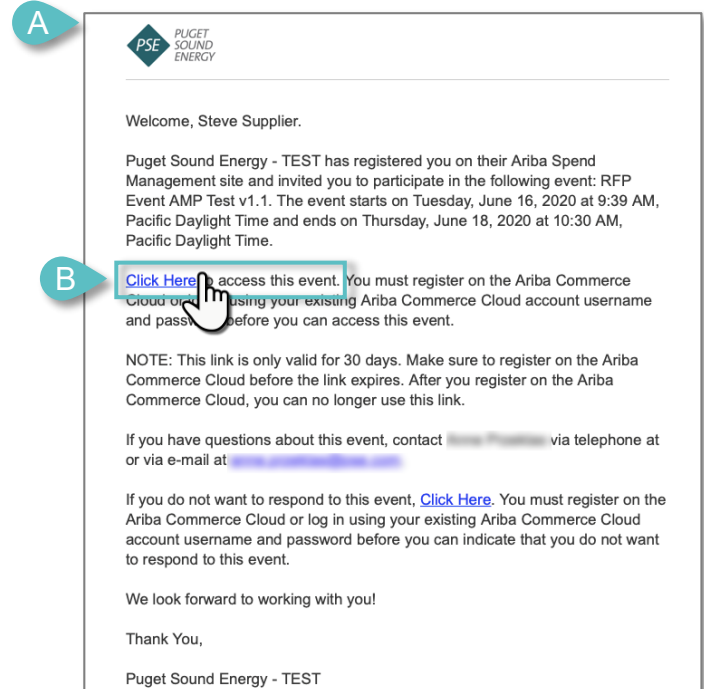 A
PSE
PUGET
SOUND
ENERGY
Welcome, Steve Supplier.
Puget Sound Energy - TEST has registered you on their Ariba Spend
Management site and invited you to participate in the following event: RFP
Event AMP Test v1.1. The event starts on Tuesday, June 16, 2020 at 9:39 AM,
Pacific Daylight Time and ends on Thursday, June 18, 2020 at 10:30 AM,
Pacific Daylight Time.
B
Click Here access this event. You must register on the Ariba Commerce
Cloud using your existing Ariba Commerce Cloud account username
and before you can access this event.
NOTE: This link is only valid for 30 days. Make sure to register on the Ariba
Commerce Cloud before the link expires. After you register on the Ariba
Commerce Cloud, you can no longer use this link.
If you have questions about this event, contact via telephone at
or via e-mail at
If you do not want to respond to this event, Click Here. You must register on the
Ariba Commerce Cloud or log in using your existing Ariba Commerce Cloud
account username and password before you can indicate that you do not want
to respond to this event.
We look forward to working with you!
Thank You,
Puget Sound Energy - TEST